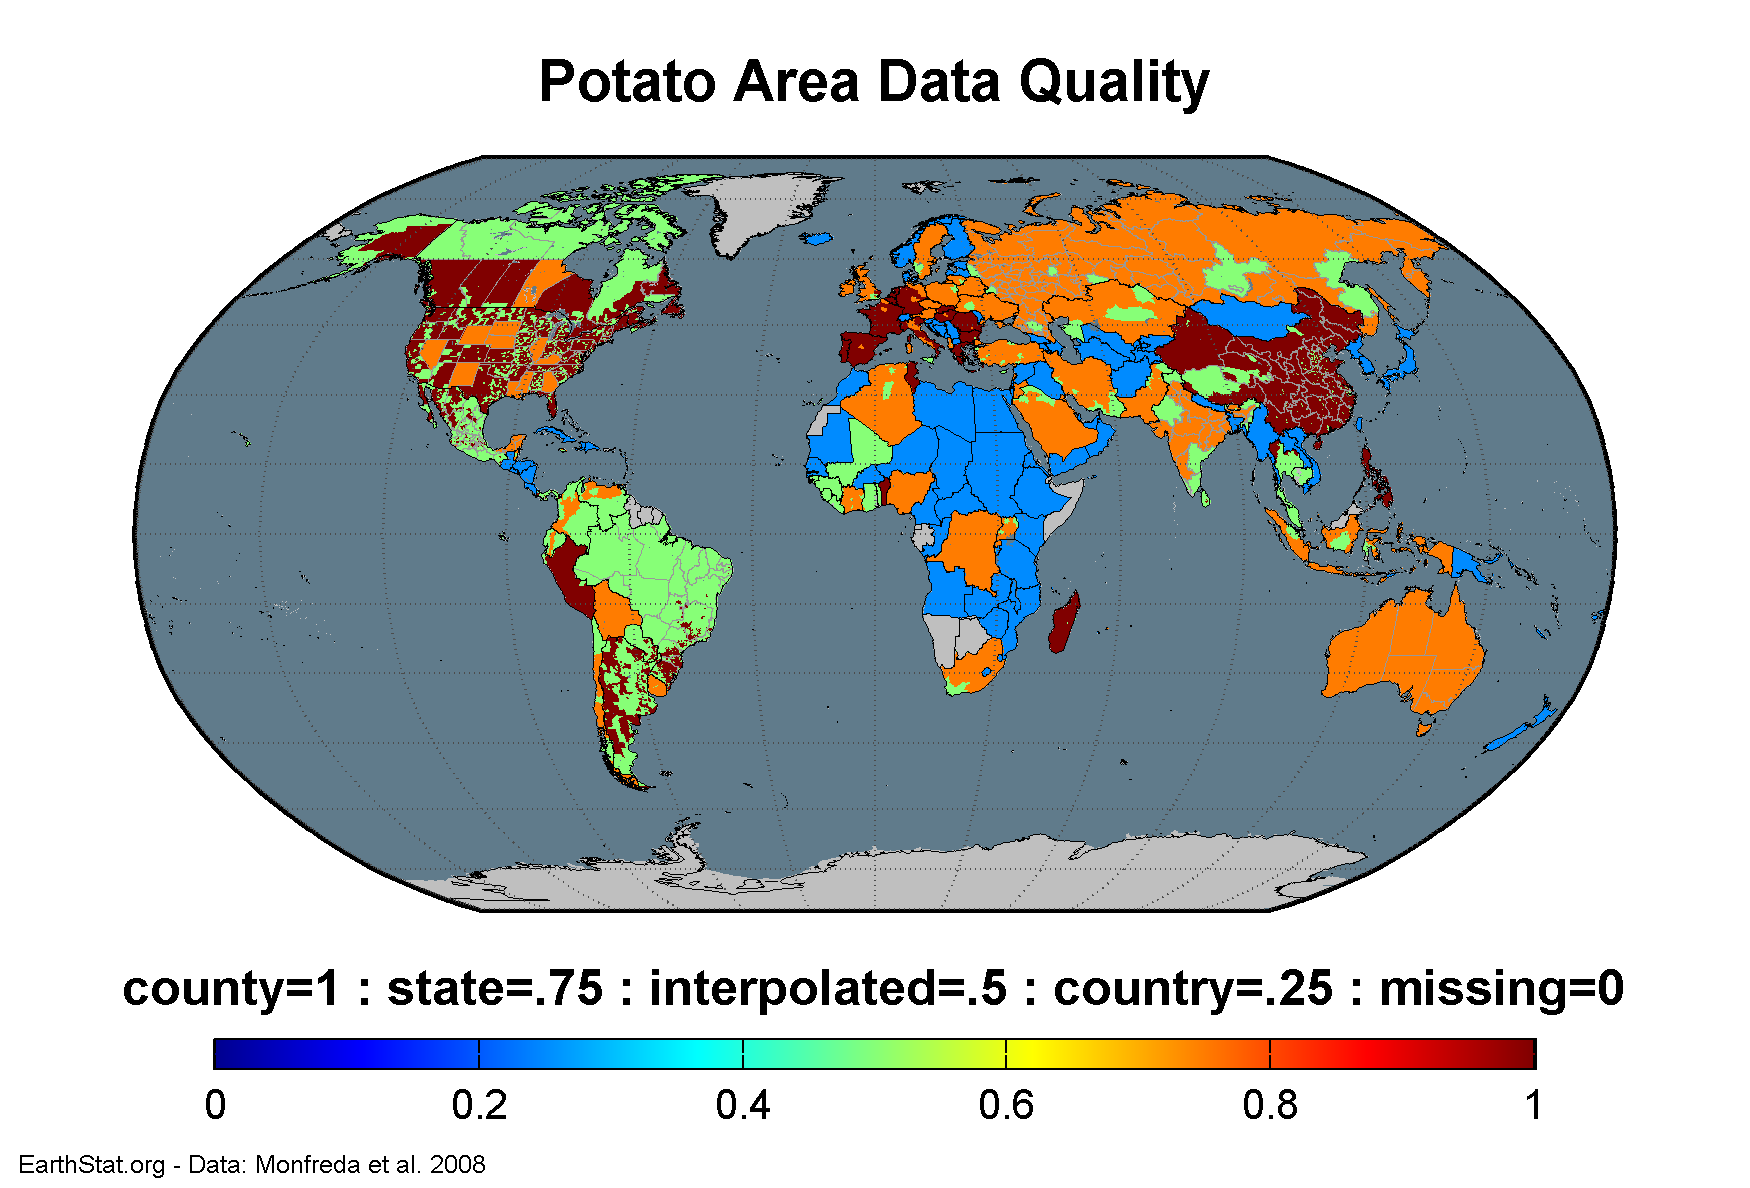 Potato Area Data Quality
county=1 : state=.75 : interpolated=.5 : country=.25 : missing=0
0 0.2 0.4 0.6 0.8 1
EarthStat.org - Data: Monfreda et al. 2008